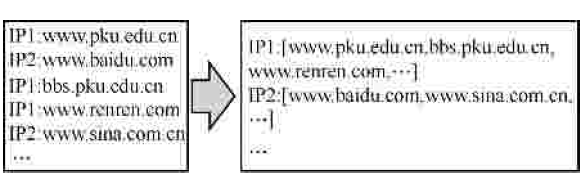 IP1:www.pku.edu.cn
IP2:www.baidu.com
IP1:bbs.pku.edu.cn
IP1:www.renren.com
IP2:www.sina.com.cn
…
IP1:[www.pku.edu.cn,bbs.pku.edu.cn,
www.renren.com,…]
IP2:[www.baidu.com,www.sina.com.cn,
…]
…